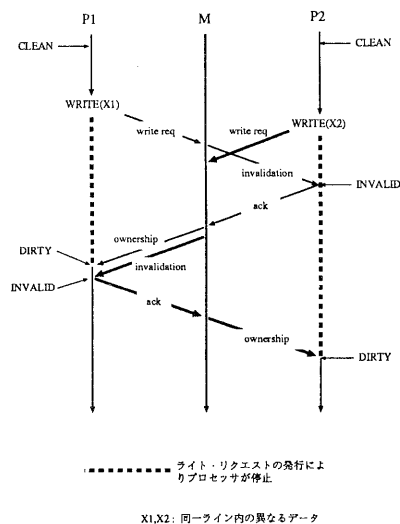 P1 M P2
CLEAN
CLEAN
WRITE(X1)
write req
write req
WRITE(X2)
invalidation
INVALID
ack
ownership
DIRTY
invalidation
INVALID
ack
ownership
DIRTY
ライト・リクエストの発行によ
りプロセッサが停止
X1,X2: 同一ライン内の異なるデータ